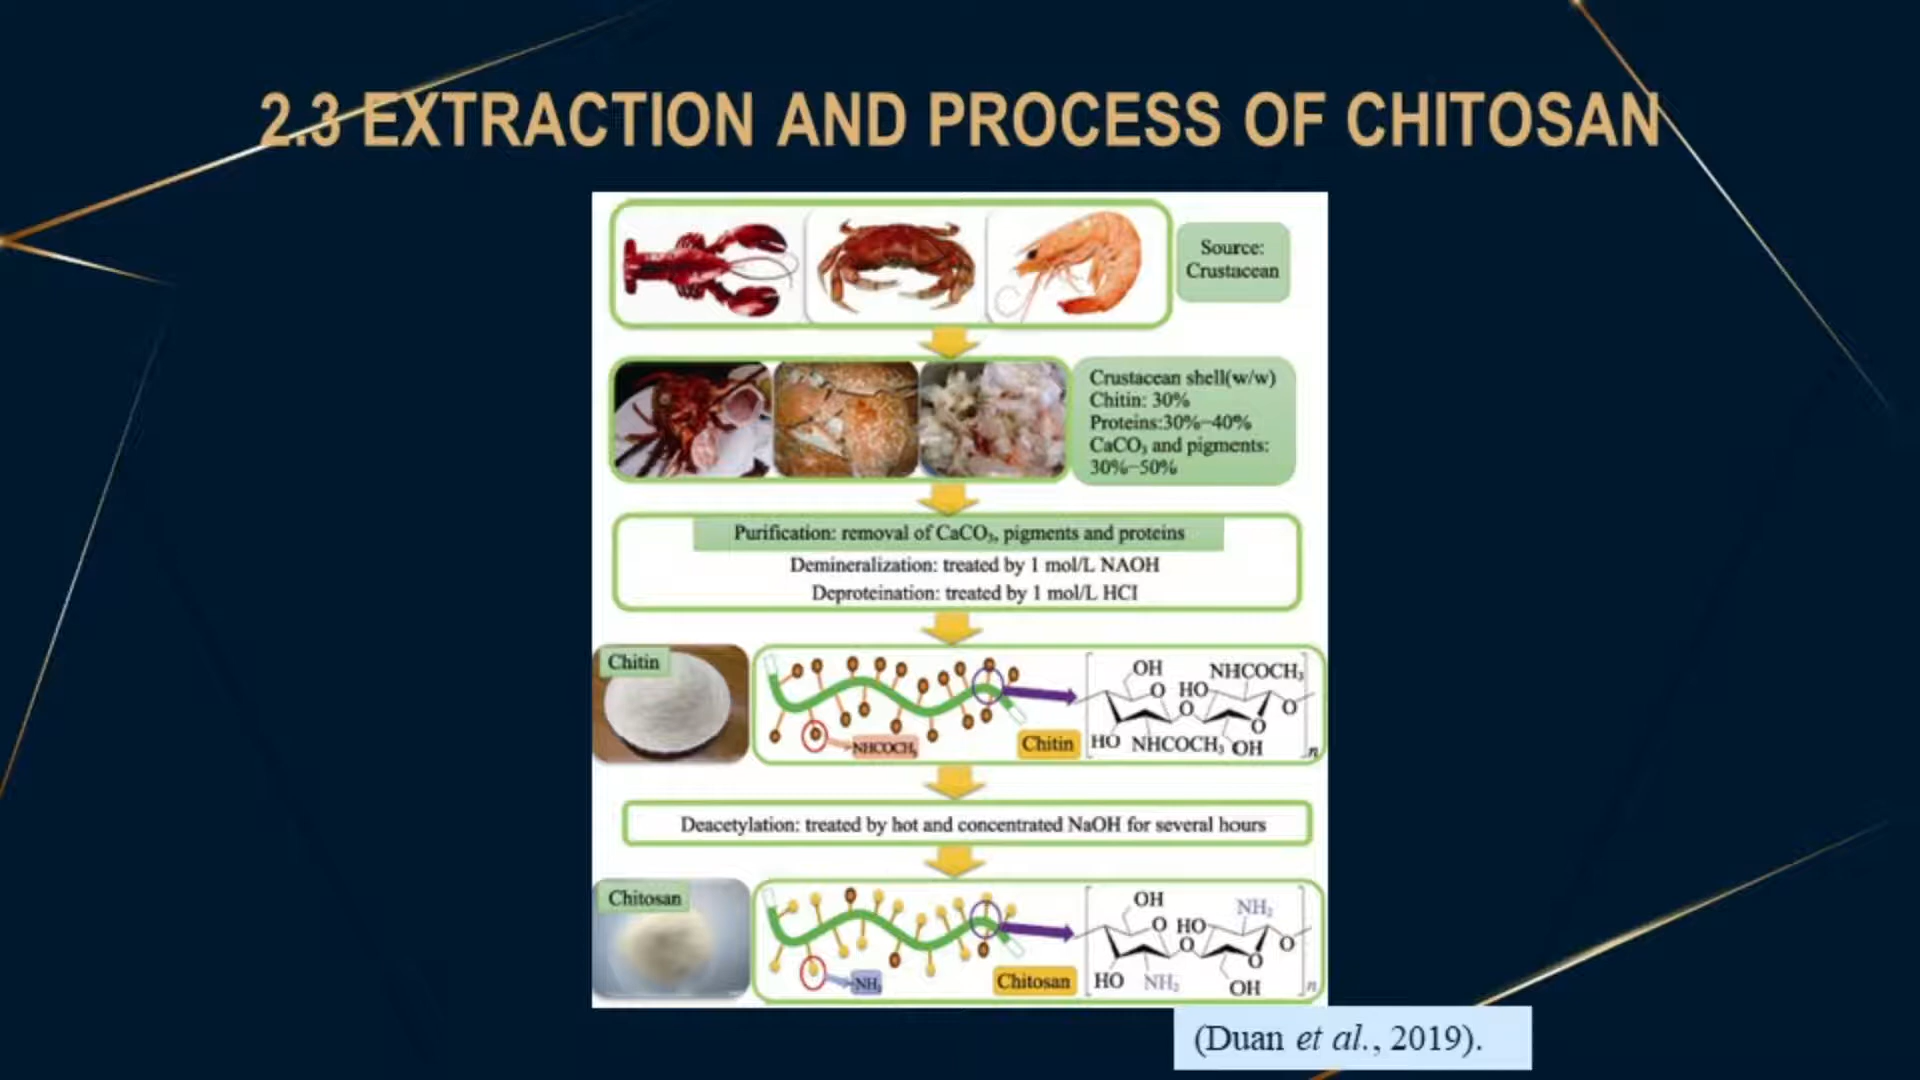 2.3 EXTRACTION AND PROCESS OF CHITOSAN
Source:
Crustacean
Crustacean shell(w/w)
Chitin: 30%
Proteins:30%−40%
CaCO₃ and pigments:
30%−50%
Purification: removal of CaCO₃, pigments and proteins
Demineralization: treated by 1 mol/L NAOH
Deproteination: treated by 1 mol/L HCl
Chitin
NHCOCH₃
Chitin
OH
NHCOCH₃
O
HO
O
O
O
HO
NHCOCH₃
OH
n
Deacetylation: treated by hot and concentrated NaOH for several hours
Chitosan
NH₂
Chitosan
OH
NH₂
O
HO
O
O
O
HO
NH₂
OH
n
(Duan et al., 2019).